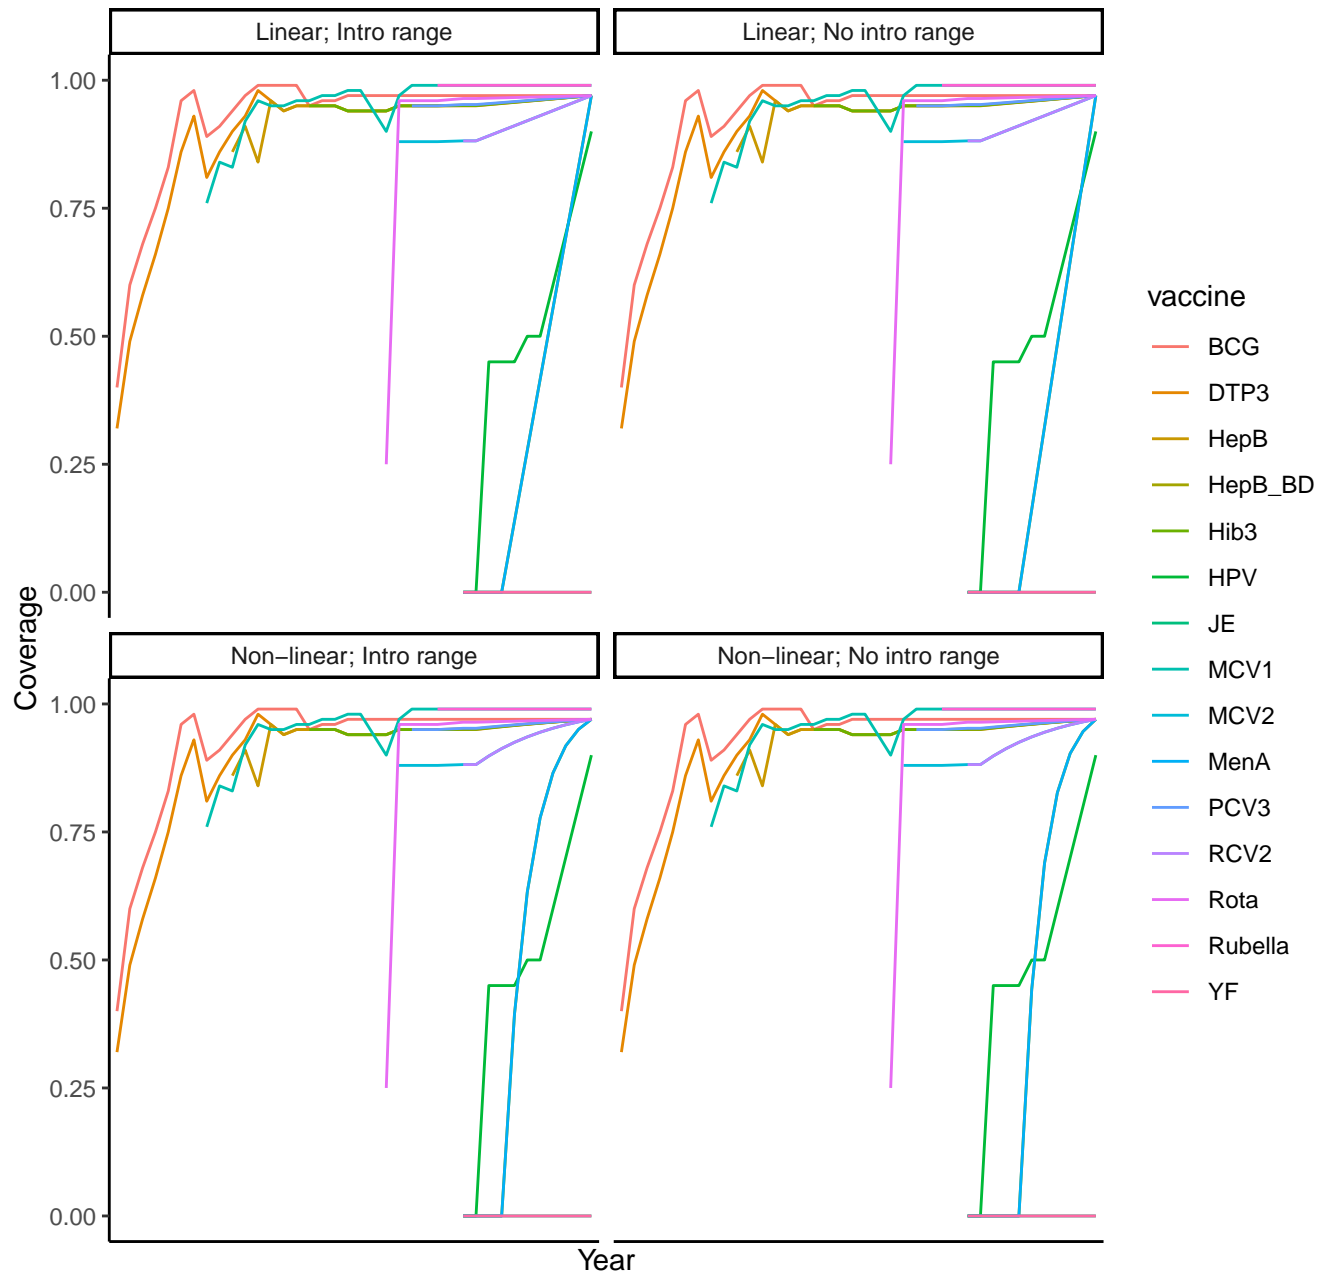 Linear; Intro range
Linear; No intro range
1.00
0.75
0.50
0.25
0.00
Non−linear; Intro range
Non−linear; No intro range
1.00
0.75
0.50
0.25
0.00
Coverage
Year
vaccine
BCG
DTP3
HepB
HepB_BD
Hib3
HPV
JE
MCV1
MCV2
MenA
PCV3
RCV2
Rota
Rubella
YF